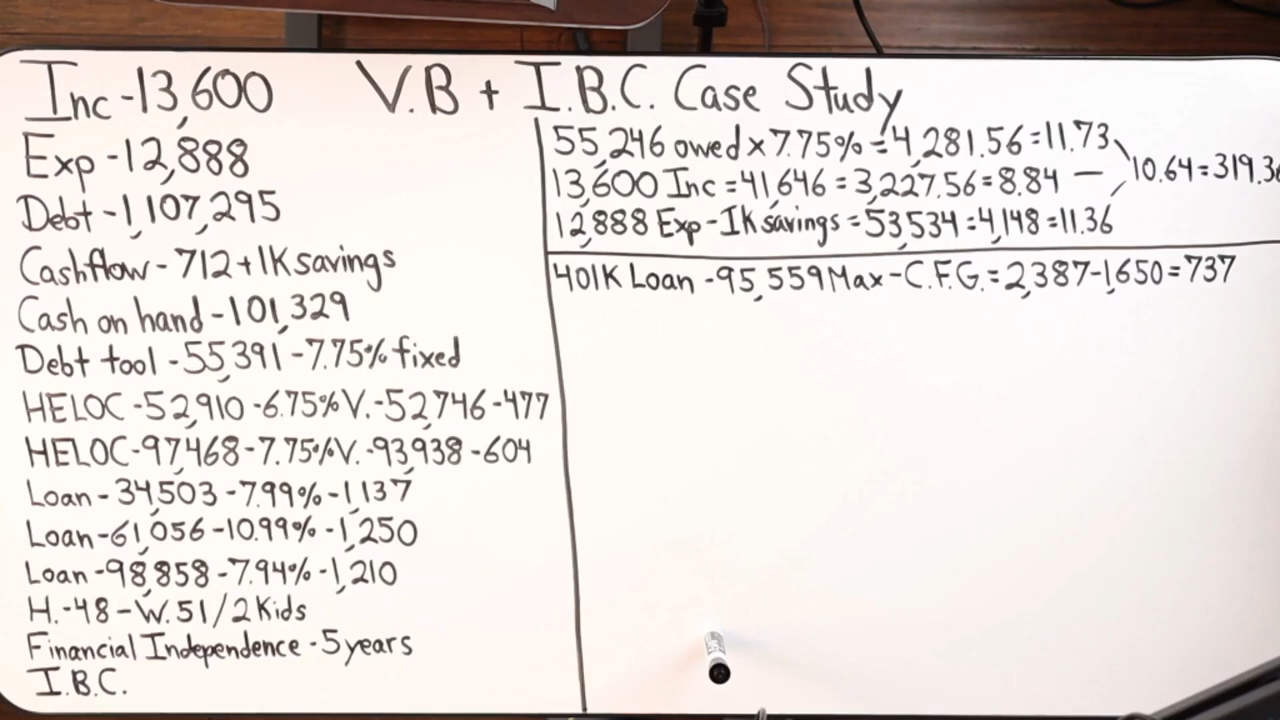 Inc -13,600
V.B + I.B.C. Case Study
Exp -12,888
Debt -1,107,295
Cashflow - 712 + 1K savings
Cash on hand -101,329
Debt tool -55,391 -7.75% fixed
HELOC -52,910 -6.75% V. -52,746 -477
HELOC -97,468 -7.75% V. -93,938 -604
Loan - 34,503 -7.99% -1,137
Loan -61,056 -10.99% -1,250
Loan -98,858 -7.94% -1,210
H. -48 - W. 51 / 2 Kids
Financial Independence - 5 years
I.B.C.
55,246 owed x 7.75% = 4,281.56 = 11.73
13,600 Inc = 41,646 = 3,227.56 = 8.84 — 10.64 = 319.36
12,888 Exp - 1K savings = 53,534 = 4,148 = 11.36
401K Loan -95,559 Max - C.F.G. = 2,387 - 1,650 = 737